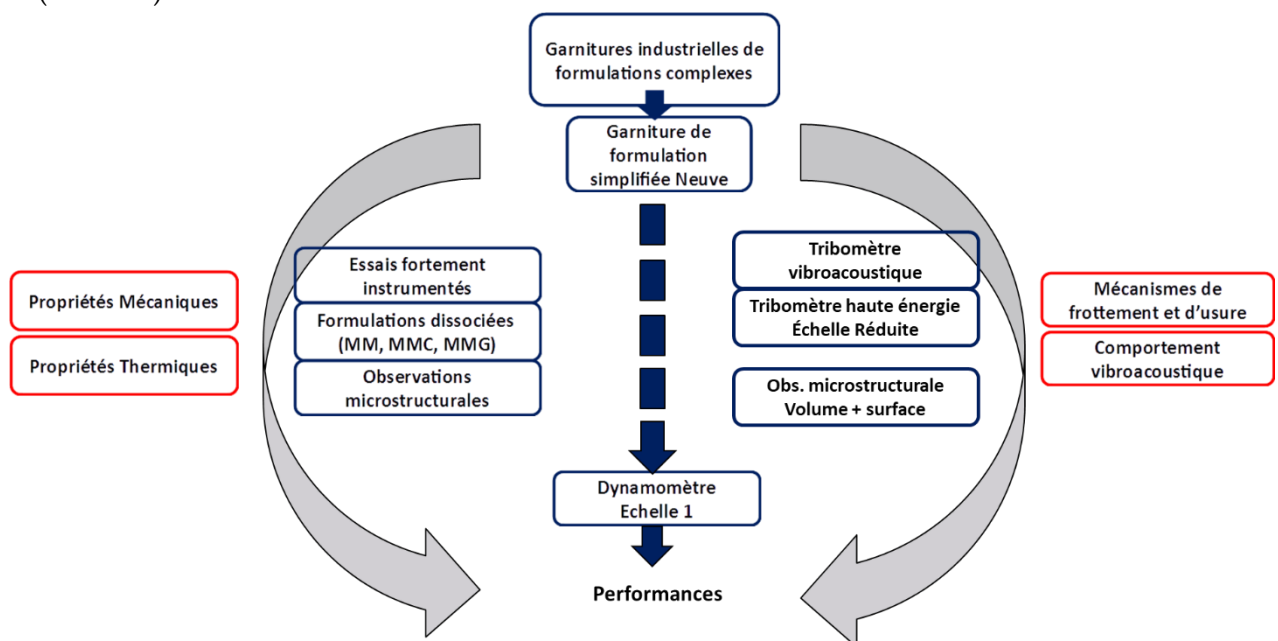 Garnitures industrielles de
formulations complexes
Garniture de
formulation
simplifiée Neuve
Essais fortement
instrumentés
Formulations dissociées
(MM, MMC, MMG)
Observations
microstructurales
Propriétés Mécaniques
Propriétés Thermiques
Tribomètre
vibroacoustique
Tribomètre haute énergie
Échelle Réduite
Obs. microstructurale
Volume + surface
Mécanismes de
frottement et d’usure
Comportement
vibroacoustique
Dynamomètre
Echelle 1
Performances